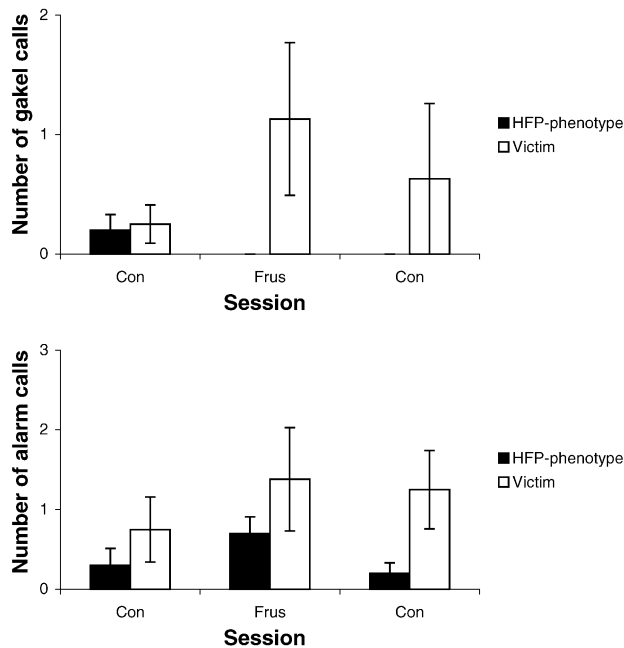 Number of gakel calls
2
1
0
Con
Frus
Con
Session
HFP-phenotype
Victim
Number of alarm calls
3
2
1
0
Con
Frus
Con
Session
HFP-phenotype
Victim